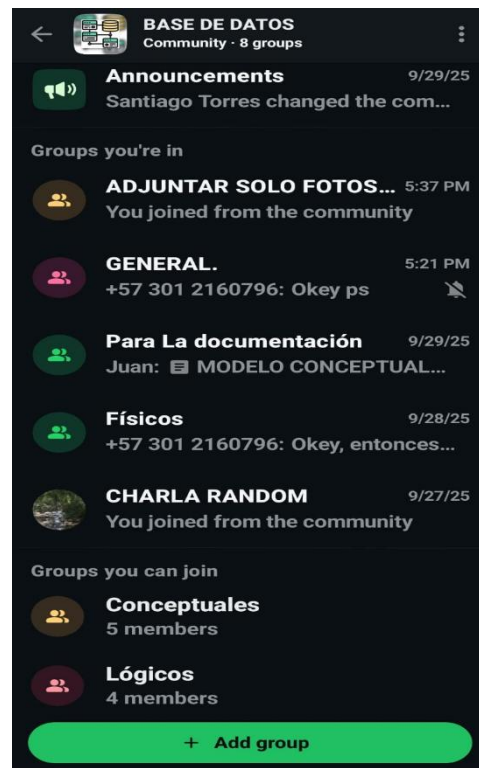 BASE DE DATOS
Community · 8 groups
Announcements 9/29/25
Santiago Torres changed the com...
Groups you're in
ADJUNTAR SOLO FOTOS... 5:37 PM
You joined from the community
GENERAL. 5:21 PM
+57 301 2160796: Okey ps
Para La documentación 9/29/25
Juan: MODELO CONCEPTUAL...
Físicos 9/28/25
+57 301 2160796: Okey, entonces...
CHARLA RANDOM 9/27/25
You joined from the community
Groups you can join
Conceptuales
5 members
Lógicos
4 members
+ Add group